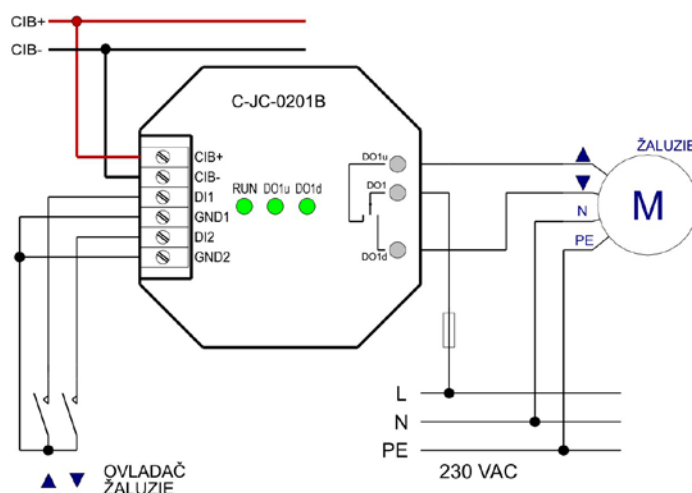 CIB+
CIB-
C-JC-0201B
ŽALUZIE
CIB+
CIB-
DI1
GND1
DI2
GND2
RUN DO1u DO1d
DO1u
DO1
DO1d
N
PE
M
L
N
PE
230 VAC
OVLADAČ
ŽALUZIE